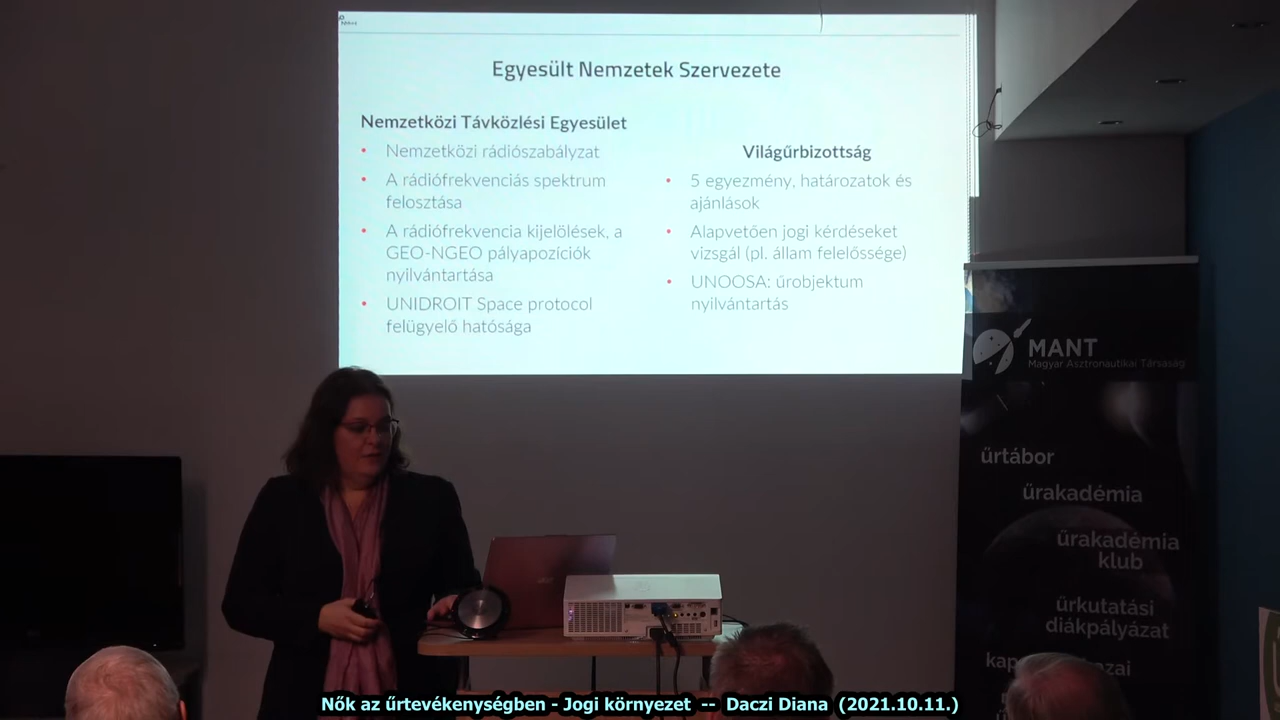 Egyesült Nemzetek Szervezete
Nemzetközi Távközlési Egyesület
• Nemzetközi rádiószabályzat
• A rádiófrekvenciás spektrum
felosztása
• A rádiófrekvencia kijelölések, a
GEO-NGEO pályapozíciók
nyilvántartása
• UNIDROIT Space protocol
felügyelő hatósága
Világűrbizottság
• 5 egyezmény, határozatok és
ajánlások
• Alapvetően jogi kérdéseket
vizsgál (pl. állam felelőssége)
• UNOOSA: űrobjektum
nyilvántartás
MANT
Magyar Asztronautikai Társaság
űrtábor
űrakadémia
űrakadémia
klub
űrkutatási
diákpályázat
Nők az űrtevékenységben - Jogi környezet -- Daczi Diana (2021.10.11.)